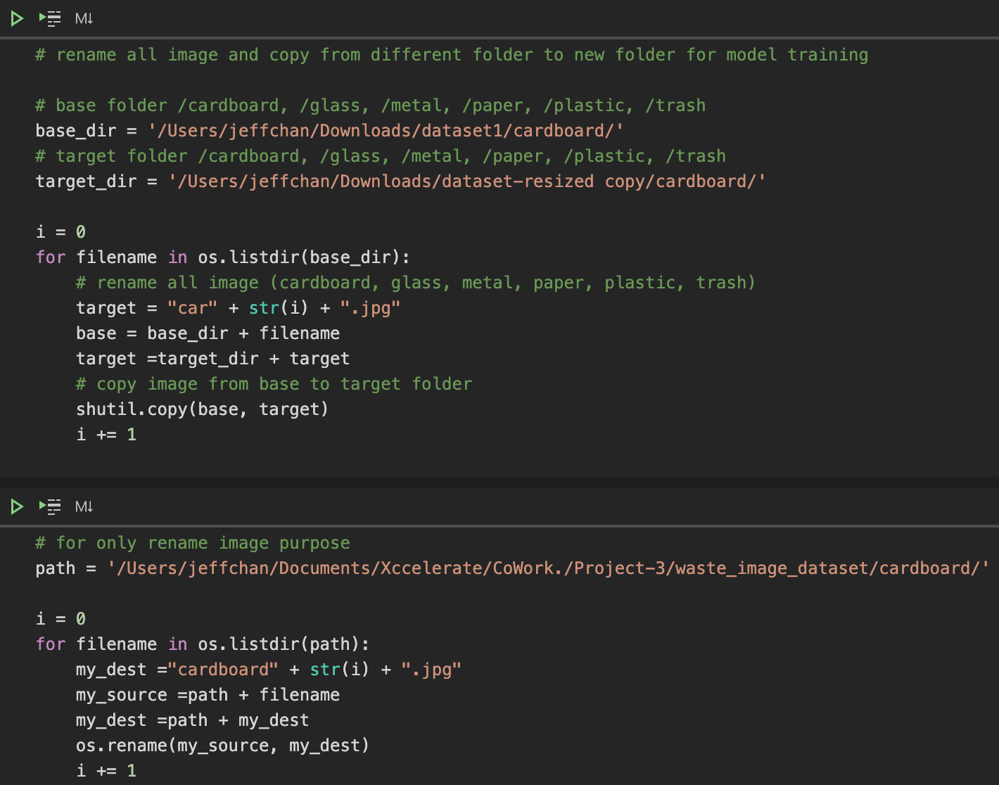 M↓
# rename all image and copy from different folder to new folder for model training
# base folder /cardboard, /glass, /metal, /paper, /plastic, /trash
base_dir = '/Users/jeffchan/Downloads/dataset1/cardboard/'
# target folder /cardboard, /glass, /metal, /paper, /plastic, /trash
target_dir = '/Users/jeffchan/Downloads/dataset-resized copy/cardboard/'
i = 0
for filename in os.listdir(base_dir):
    # rename all image (cardboard, glass, metal, paper, plastic, trash)
    target = "car" + str(i) + ".jpg"
    base = base_dir + filename
    target =target_dir + target
    # copy image from base to target folder
    shutil.copy(base, target)
    i += 1
M↓
# for only rename image purpose
path = '/Users/jeffchan/Documents/Xccelerate/CoWork./Project-3/waste_image_dataset/cardboard/'
i = 0
for filename in os.listdir(path):
    my_dest ="cardboard" + str(i) + ".jpg"
    my_source =path + filename
    my_dest =path + my_dest
    os.rename(my_source, my_dest)
    i += 1